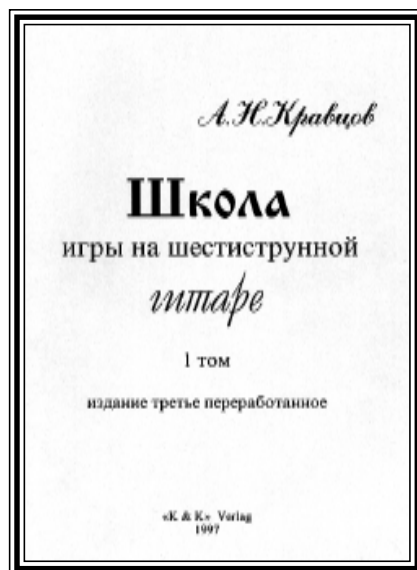 А.Н.Кравцов
Школа
игры на шестиструнной
гитаре
1 том
издание третье переработанное
«K & K» Verlag
1997